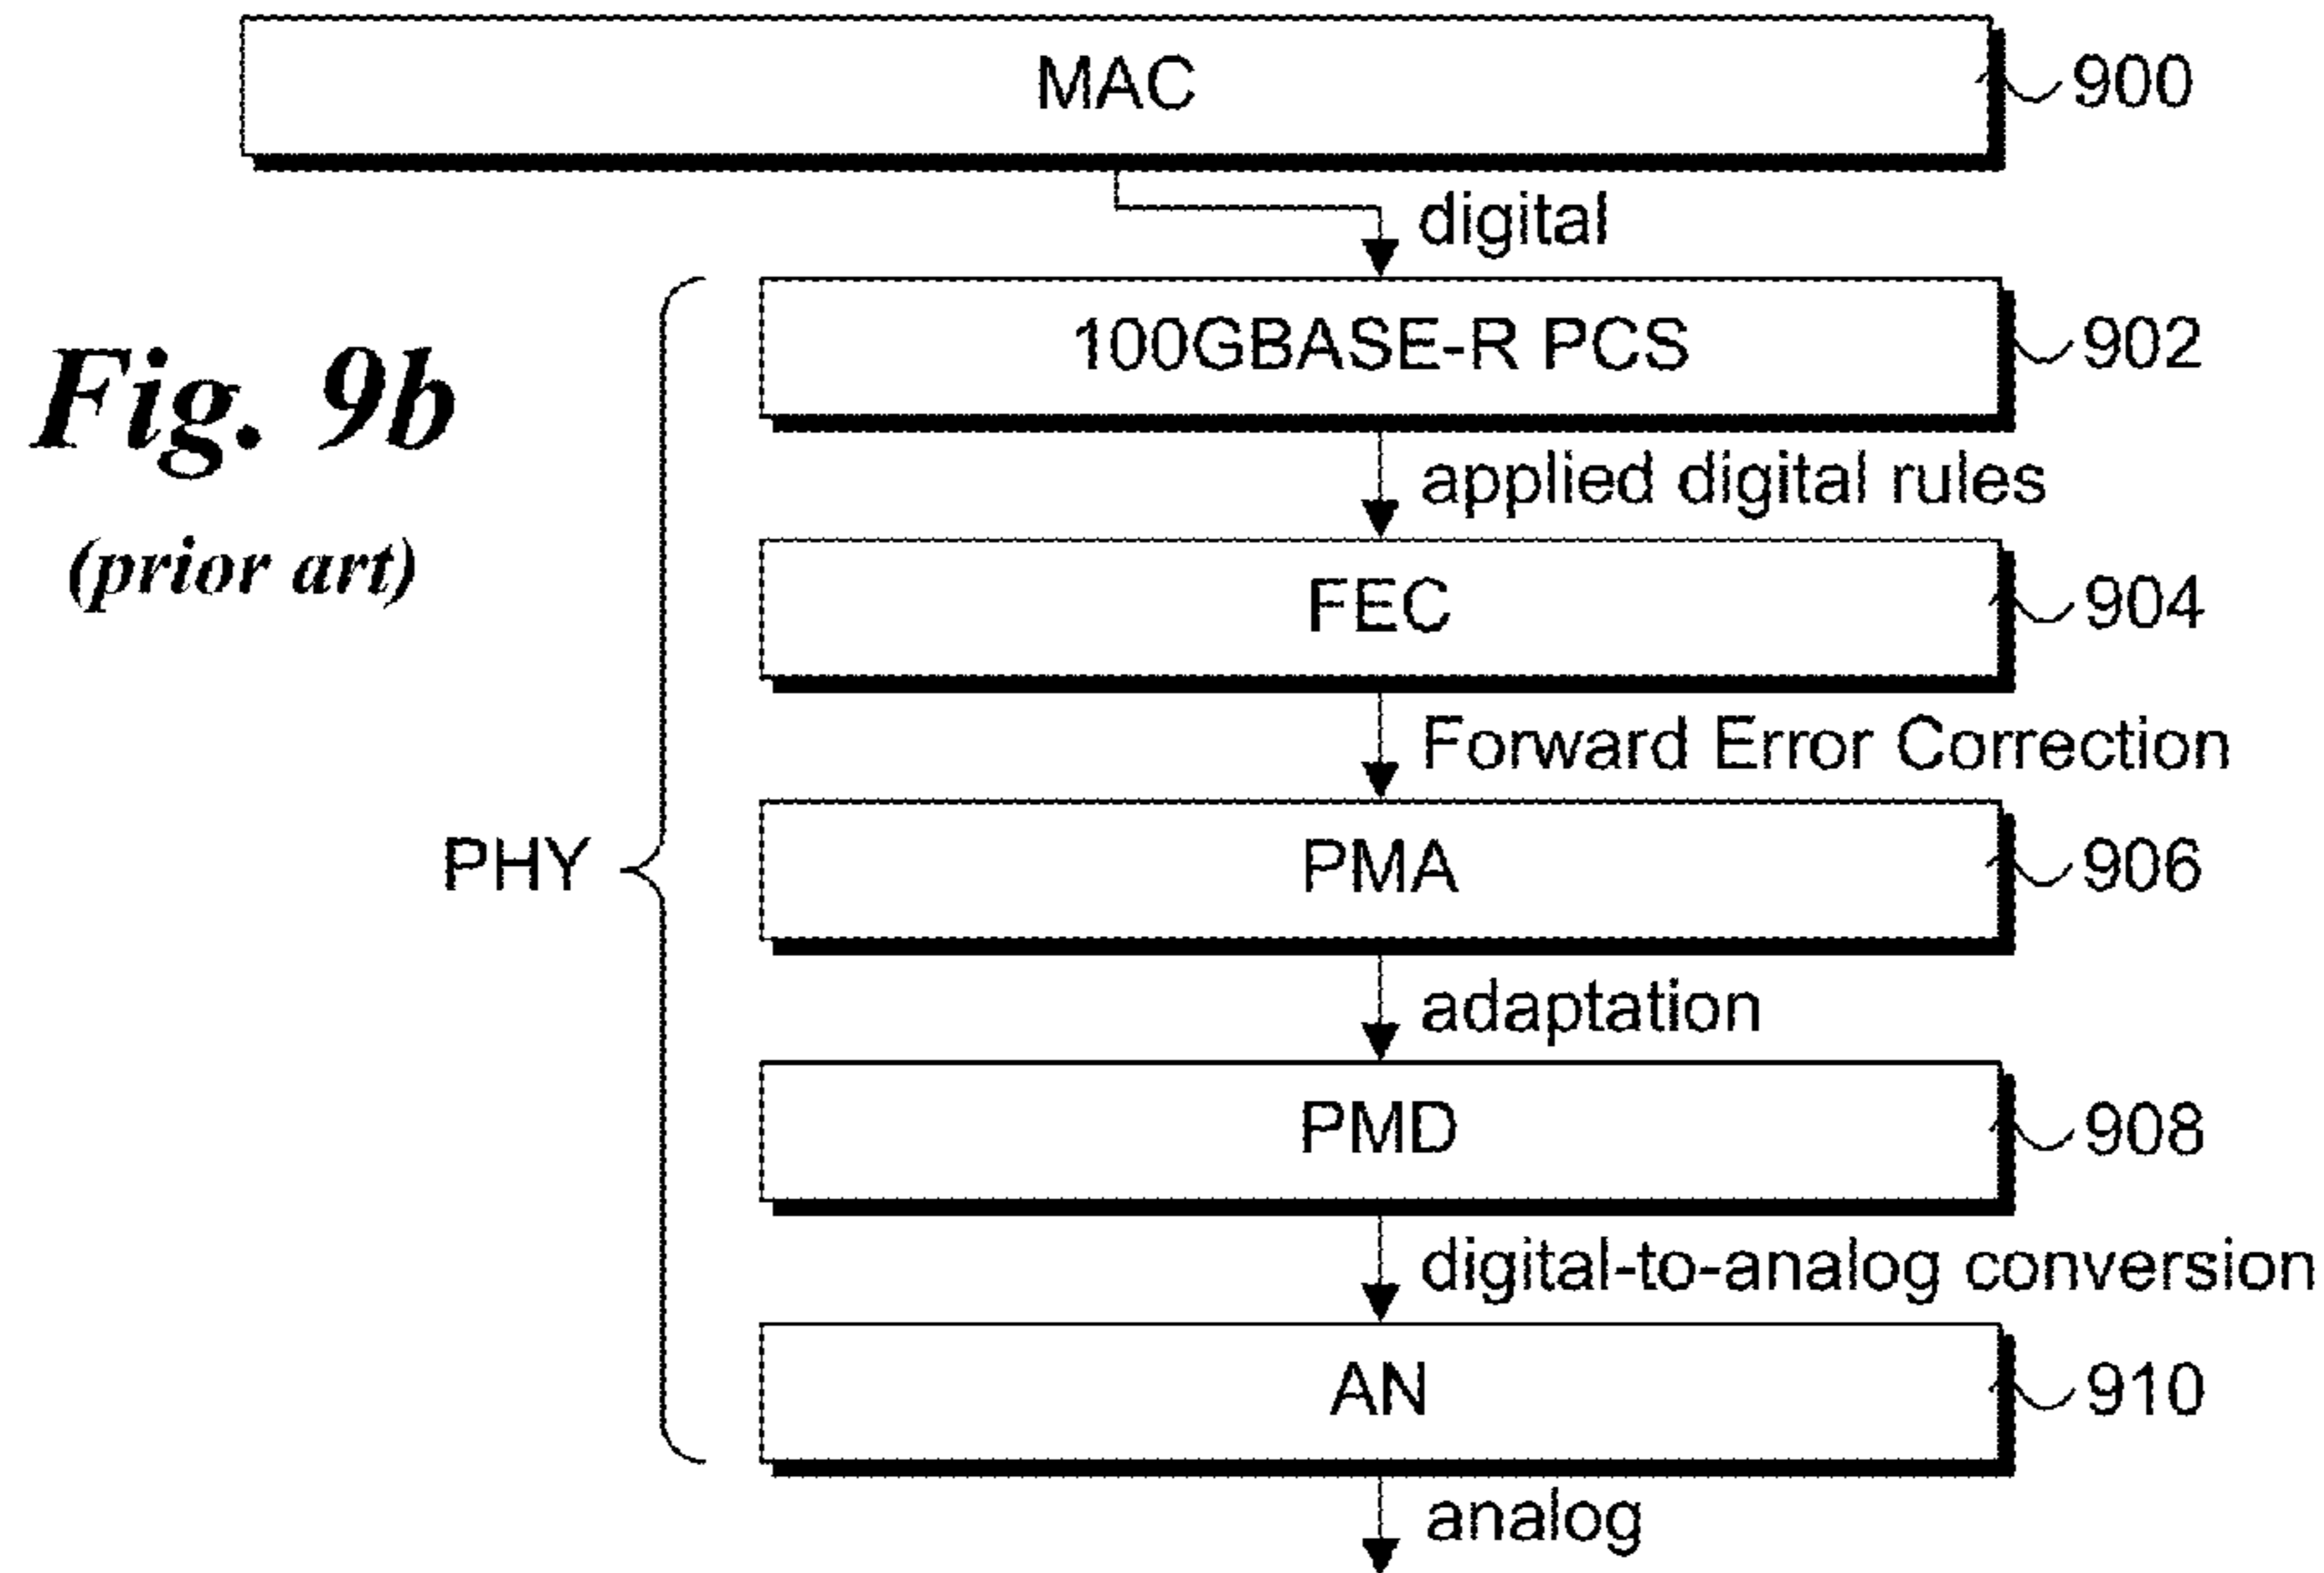 MAC
900
digital
100GBASE-R PCS
902
Fig. 9b
(prior art)
applied digital rules
FEC
904
Forward Error Correction
PHY
PMA
906
adaptation
PMD
908
digital-to-analog conversion
AN
910
analog